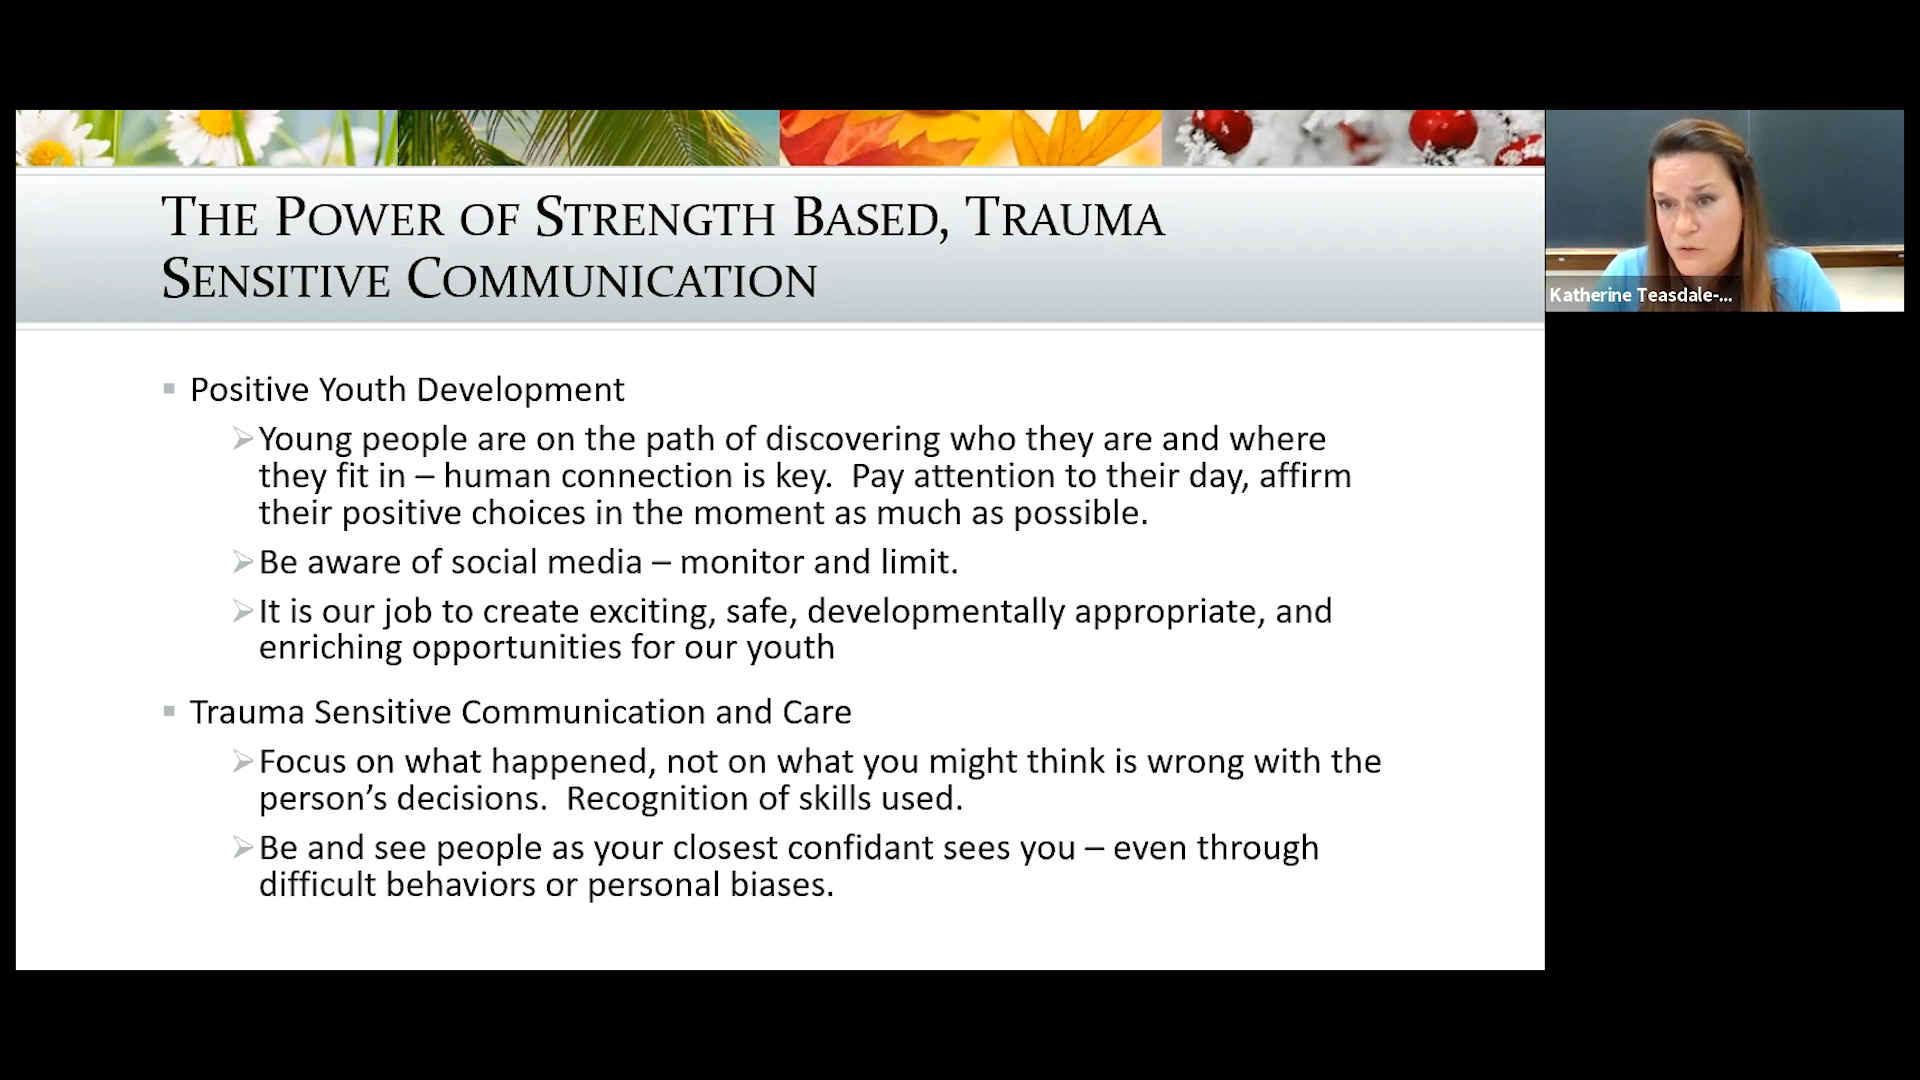 THE POWER OF STRENGTH BASED, TRAUMA
SENSITIVE COMMUNICATION
Katherine Teasdale-...
Positive Youth Development
Young people are on the path of discovering who they are and where
they fit in – human connection is key.  Pay attention to their day, affirm
their positive choices in the moment as much as possible.
Be aware of social media – monitor and limit.
It is our job to create exciting, safe, developmentally appropriate, and
enriching opportunities for our youth
Trauma Sensitive Communication and Care
Focus on what happened, not on what you might think is wrong with the
person’s decisions.  Recognition of skills used.
Be and see people as your closest confidant sees you – even through
difficult behaviors or personal biases.